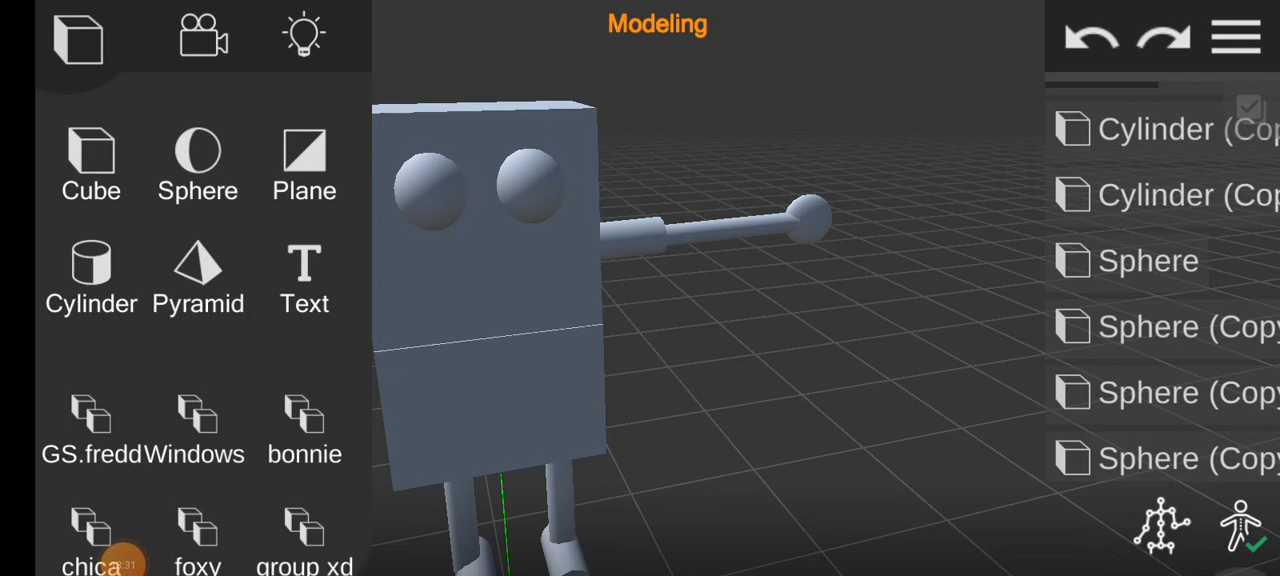 Modeling
Cube Sphere Plane
Cylinder Pyramid Text
GS.fredd Windows bonnie
chica foxy group xd
Cylinder (Cop
Cylinder (Cop
Sphere
Sphere (Copy
Sphere (Copy
Sphere (Copy